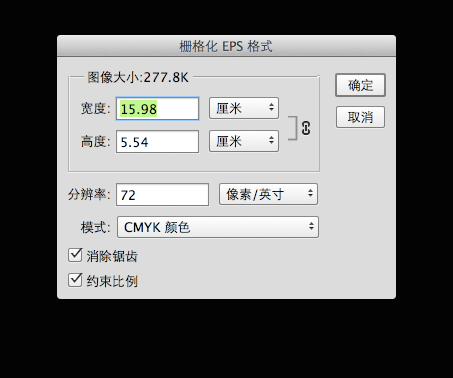 栅格化 EPS 格式
图像大小:277.8K
宽度: 15.98 厘米
高度: 5.54 厘米
确定
取消
分辨率: 72 像素/英寸
模式: CMYK 颜色
消除锯齿
约束比例